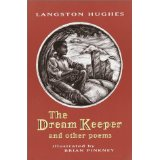 LANGSTON HUGHES
The
Dream Keeper
and other poems
illustrated by
BRIAN PINKNEY